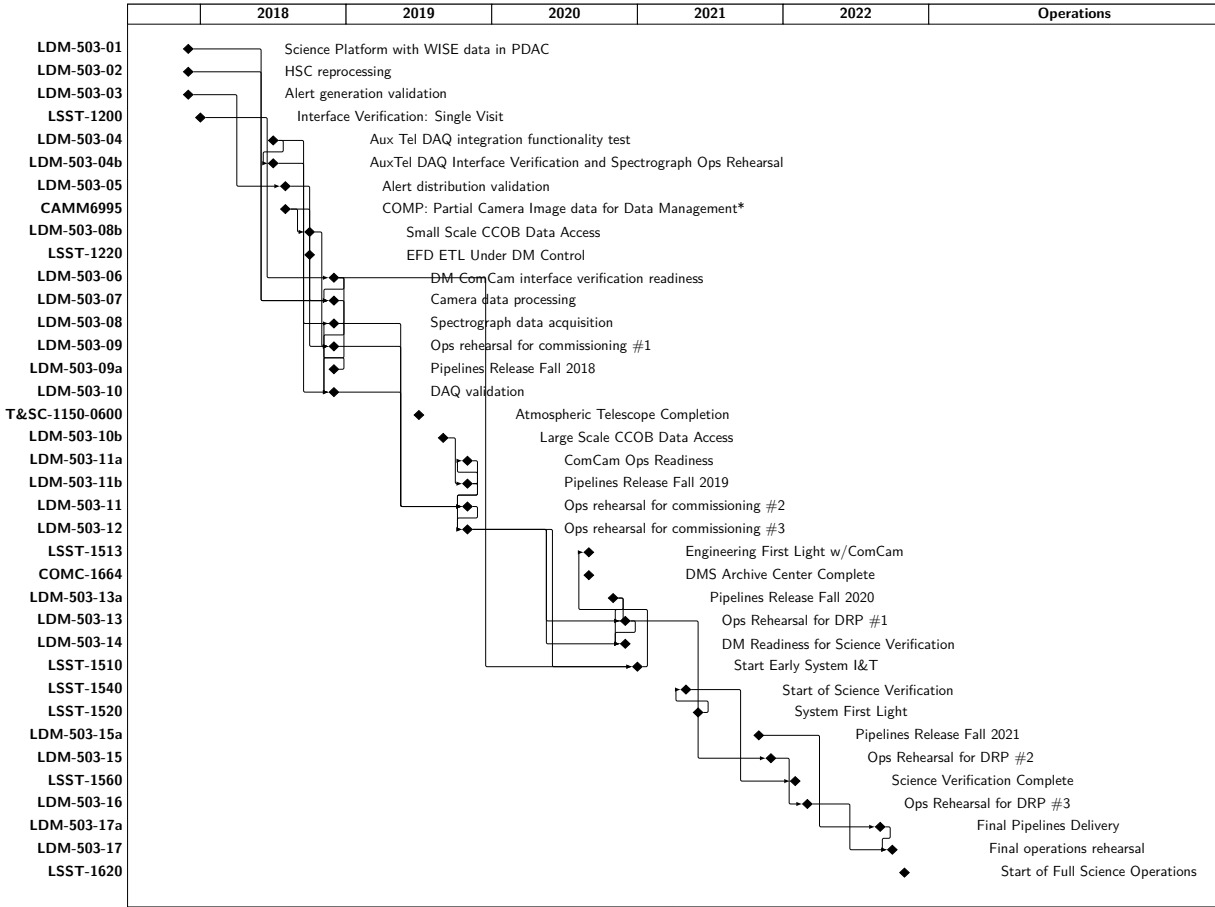 2018 2019 2020 2021 2022 Operations
LDM-503-01 Science Platform with WISE data in PDAC
LDM-503-02 HSC reprocessing
LDM-503-03 Alert generation validation
LSST-1200 Interface Verification: Single Visit
LDM-503-04 Aux Tel DAQ integration functionality test
LDM-503-04b AuxTel DAQ Interface Verification and Spectrograph Ops Rehearsal
LDM-503-05 Alert distribution validation
CAMM6995 COMP: Partial Camera Image data for Data Management*
LDM-503-08b Small Scale CCOB Data Access
LSST-1220 EFD ETL Under DM Control
LDM-503-06 DM ComCam interface verification readiness
LDM-503-07 Camera data processing
LDM-503-08 Spectrograph data acquisition
LDM-503-09 Ops rehearsal for commissioning #1
LDM-503-09a Pipelines Release Fall 2018
LDM-503-10 DAQ validation
T&SC-1150-0600 Atmospheric Telescope Completion
LDM-503-10b Large Scale CCOB Data Access
LDM-503-11a ComCam Ops Readiness
LDM-503-11b Pipelines Release Fall 2019
LDM-503-11 Ops rehearsal for commissioning #2
LDM-503-12 Ops rehearsal for commissioning #3
LSST-1513 Engineering First Light w/ComCam
COMC-1664 DMS Archive Center Complete
LDM-503-13a Pipelines Release Fall 2020
LDM-503-13 Ops Rehearsal for DRP #1
LDM-503-14 DM Readiness for Science Verification
LSST-1510 Start Early System I&T
LSST-1540 Start of Science Verification
LSST-1520 System First Light
LDM-503-15a Pipelines Release Fall 2021
LDM-503-15 Ops Rehearsal for DRP #2
LSST-1560 Science Verification Complete
LDM-503-16 Ops Rehearsal for DRP #3
LDM-503-17a Final Pipelines Delivery
LDM-503-17 Final operations rehearsal
LSST-1620 Start of Full Science Operations